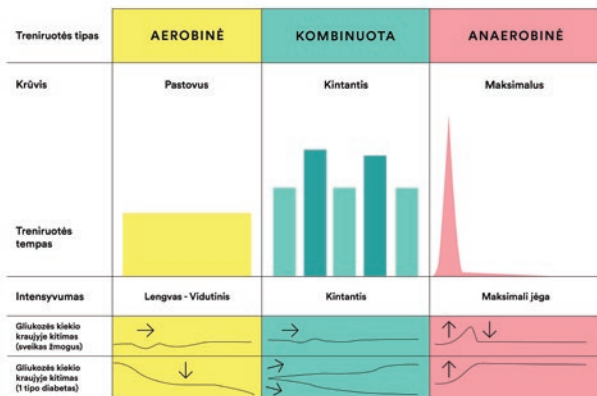 Treniruotės tipas
AEROBINĖ
KOMBINUOTA
ANAEROBINĖ
Krūvis
Pastovus
Kintantis
Maksimalus
Treniruotės
tempas
Intensyvumas
Lengvas - Vidutinis
Kintantis
Maksimali jėga
Gliukozės kiekio
kraujyje kitimas
(sveikas žmogus)
Gliukozės kiekio
kraujyje kitimas
(1 tipo diabetas)